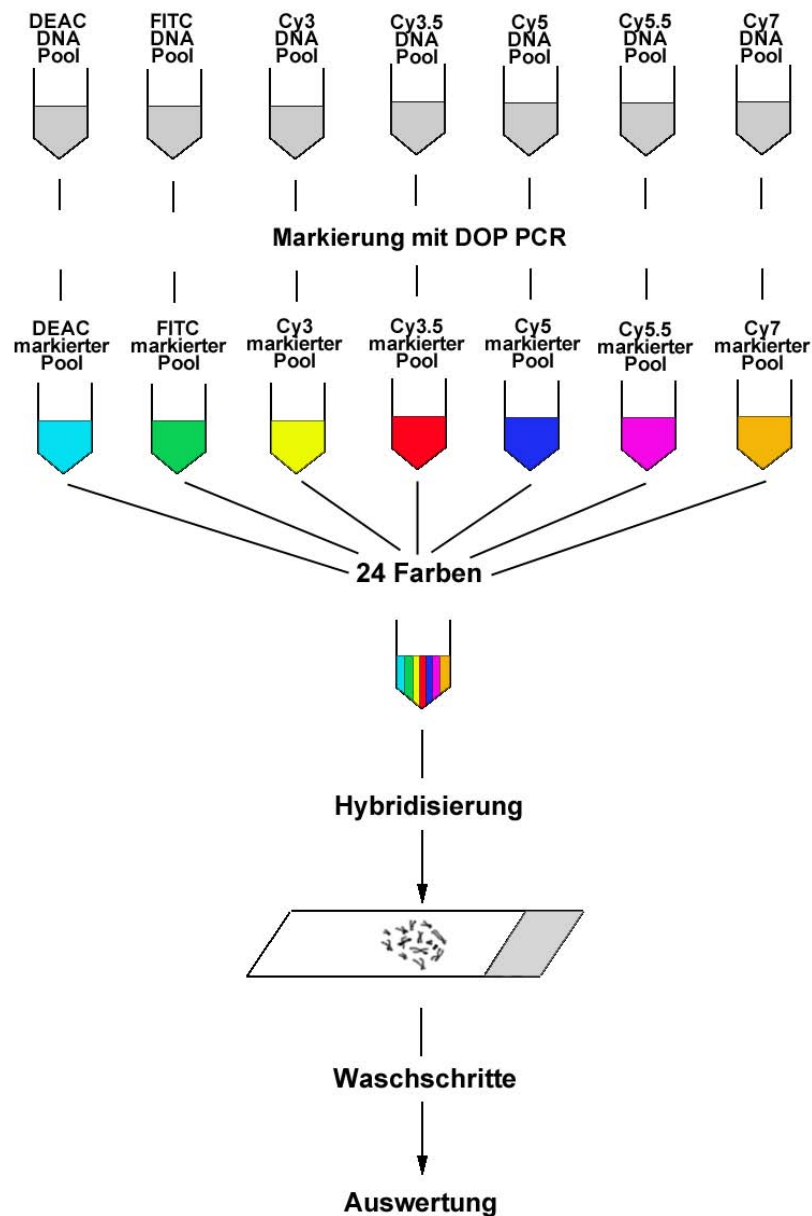 DEAC
DNA
Pool
FITC
DNA
Pool
Cy3
DNA
Pool
Cy3.5
DNA
Pool
Cy5
DNA
Pool
Cy5.5
DNA
Pool
Cy7
DNA
Pool
Markierung mit DOP PCR
DEAC
markierter
Pool
FITC
markierter
Pool
Cy3
markierter
Pool
Cy3.5
markierter
Pool
Cy5
markierter
Pool
Cy5.5
markierter
Pool
Cy7
markierter
Pool
24 Farben
Hybridisierung
Waschschritte
Auswertung